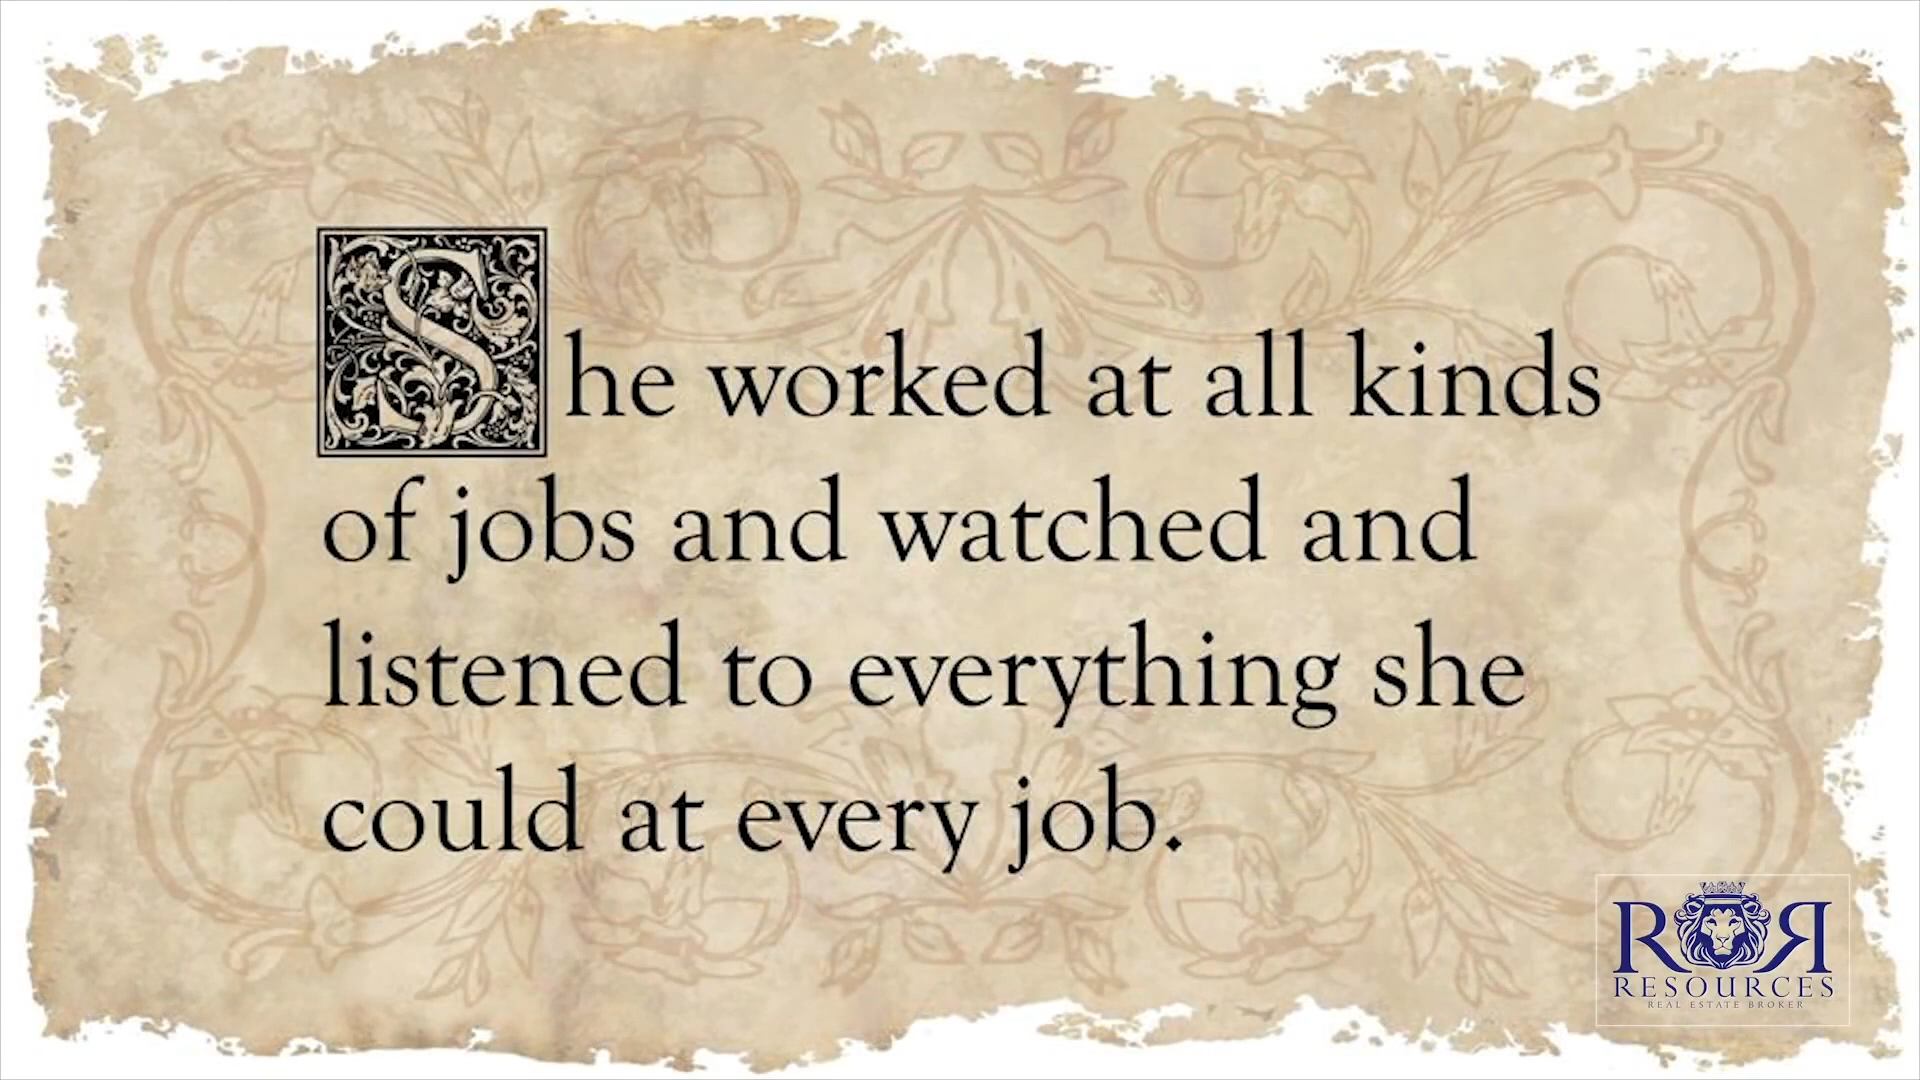 She worked at all kinds
of jobs and watched and
listened to everything she
could at every job.
RR
RESOURCES
REAL ESTATE BROKER